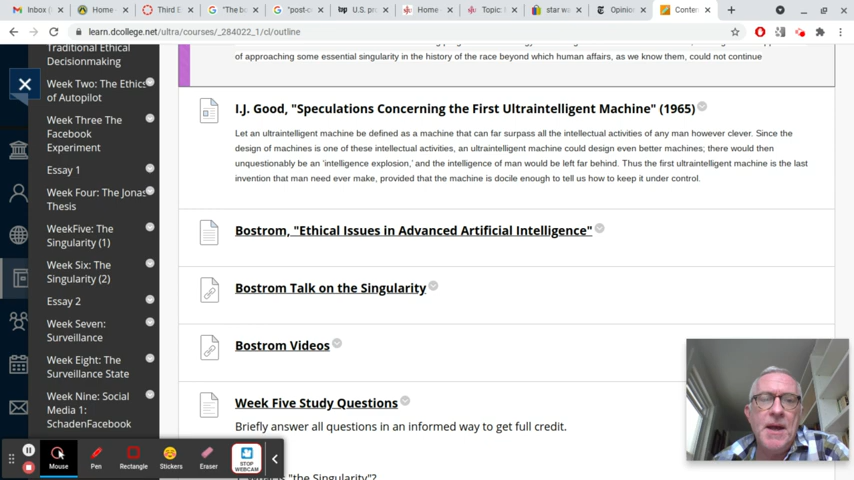 Inbox (
Home
Third E
"The bo
"post-c
U.S. pr
Home
Topic:
star wa
Opinio
Conten
learn.dcollege.net/ultra/courses/_284022_1/cl/outline
of approaching some essential singularity in the history of the race beyond which human affairs, as we know them, could not continue
Traditional Ethical
Decisionmaking
Week Two: The Ethics
of Autopilot
Week Three The
Facebook
Experiment
Essay 1
Week Four: The Jonas
Thesis
WeekFive: The
Singularity (1)
Week Six: The
Singularity (2)
Essay 2
Week Seven:
Surveillance
Week Eight: The
Surveillance State
Week Nine: Social
Media 1:
SchadenFacebook
I.J. Good, "Speculations Concerning the First Ultraintelligent Machine" (1965)
Let an ultraintelligent machine be defined as a machine that can far surpass all the intellectual activities of any man however clever. Since the
design of machines is one of these intellectual activities, an ultraintelligent machine could design even better machines; there would then
unquestionably be an 'intelligence explosion,' and the intelligence of man would be left far behind. Thus the first ultraintelligent machine is the last
invention that man need ever make, provided that the machine is docile enough to tell us how to keep it under control.
Bostrom, "Ethical Issues in Advanced Artificial Intelligence"
Bostrom Talk on the Singularity
Bostrom Videos
Week Five Study Questions
Briefly answer all questions in an informed way to get full credit.
"the Singularity"?
Mouse
Pen
Rectangle
Stickers
Eraser
STOP
WEBCAM